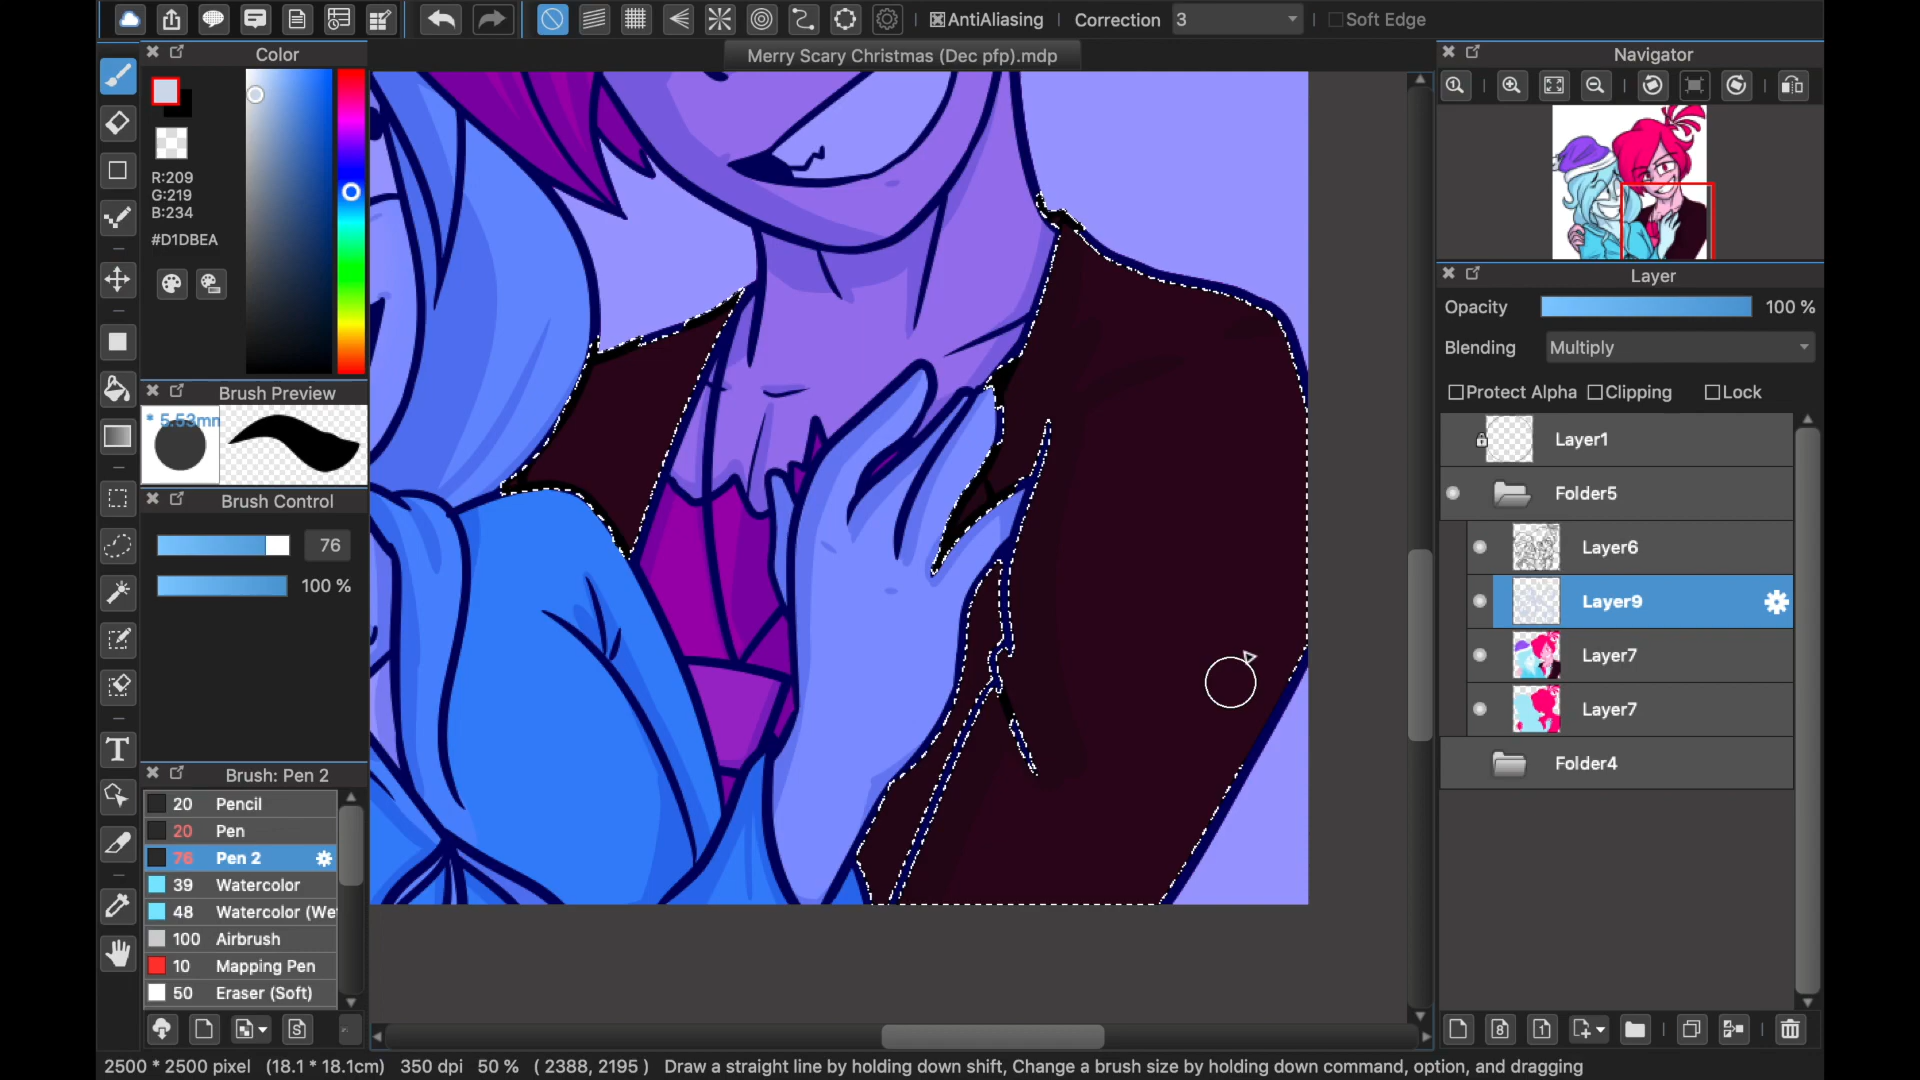 AntiAliasing
Correction
3
Soft Edge
Merry Scary Christmas (Dec pfp).mdp
Color
R:209
G:219
B:234
#D1DBEA
Brush Preview
* 5.53mm
Brush Control
76
100 %
Brush: Pen 2
20 Pencil
20 Pen
76 Pen 2
39 Watercolor
48 Watercolor (We
100 Airbrush
10 Mapping Pen
50 Eraser (Soft)
Navigator
Layer
Opacity
100 %
Blending
Multiply
Protect Alpha
Clipping
Lock
Layer1
Folder5
Layer6
Layer9
Layer7
Layer7
Folder4
2500 * 2500 pixel (18.1 * 18.1cm) 350 dpi 50 % ( 2388, 2195 ) Draw a straight line by holding down shift, Change a brush size by holding down command, option, and dragging